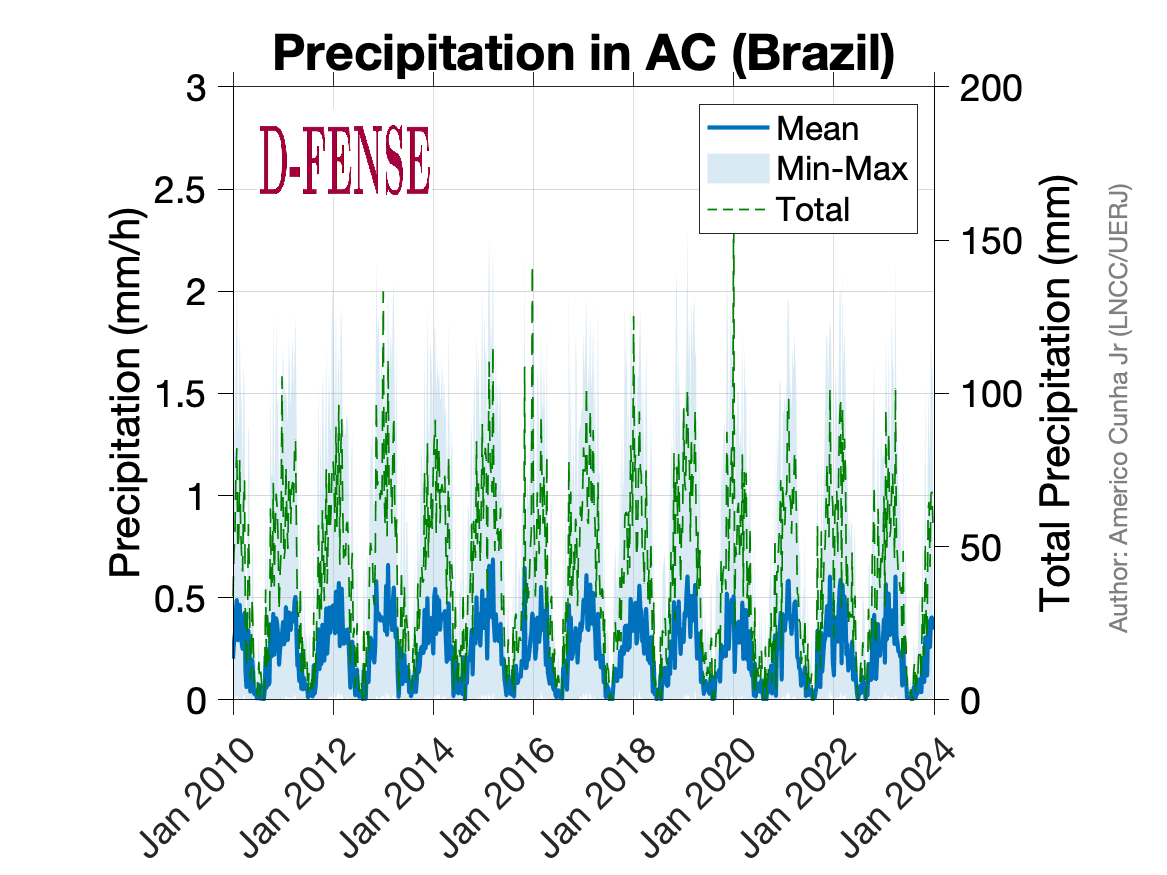 Precipitation in AC (Brazil)
D-FENSE
Mean
Min-Max
Total
Precipitation (mm/h)
3
2.5
2
1.5
1
0.5
0
200
150
100
50
0
Total Precipitation (mm)
Author: Americo Cunha Jr (LNCC/UERJ)
Jan 2010
Jan 2012
Jan 2014
Jan 2016
Jan 2018
Jan 2020
Jan 2022
Jan 2024